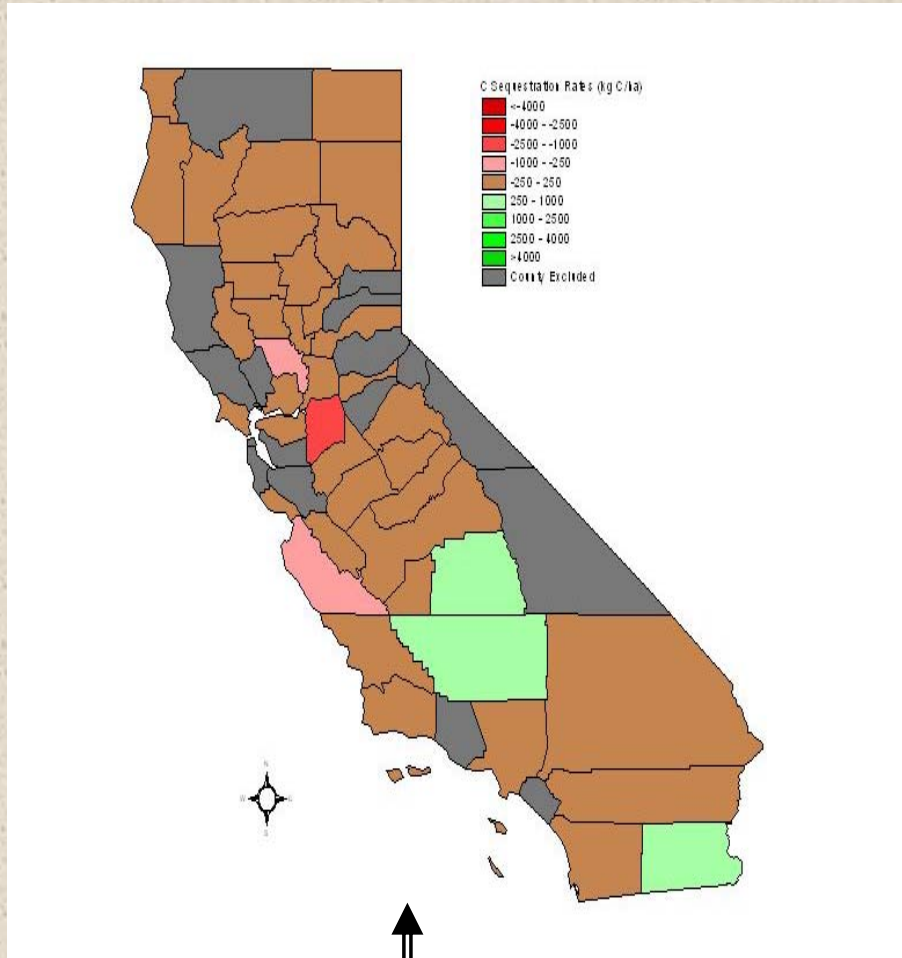 C Sequestration Rates (kg C/ha)
<-4000
-4000 - -2500
-2500 - -1000
-1000 - -250
-250 - 250
250 - 1000
1000 - 2500
2500 - 4000
>4000
County Excluded
N
W
E
S